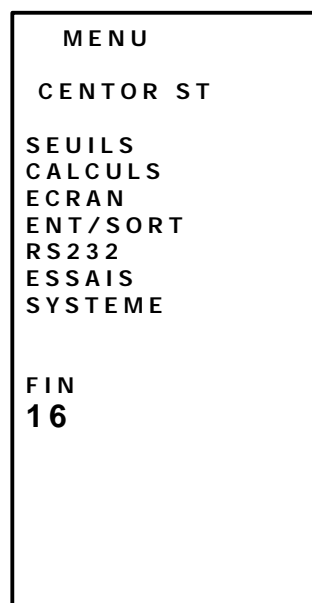 MENU
CENTOR ST
SEUILS
CALCULS
ECRAN
ENT/SORT
RS232
ESSAIS
SYSTEME
FIN
16